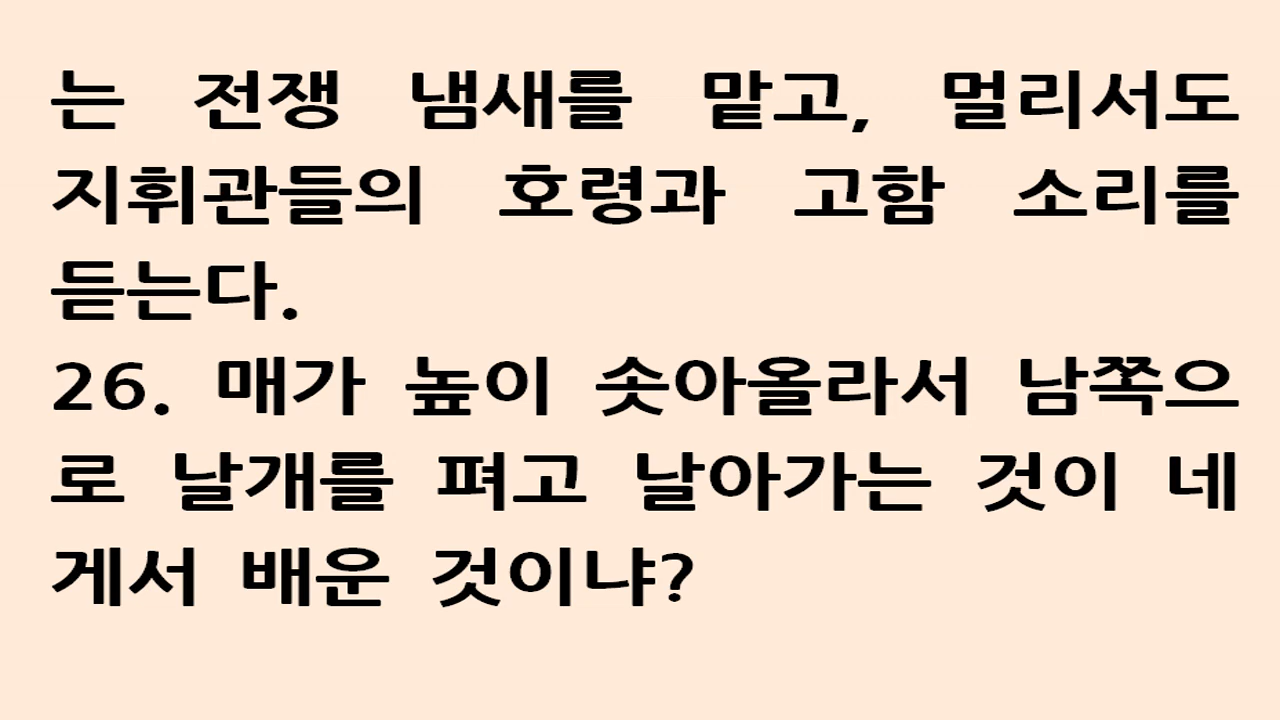 는 전쟁 냄새를 맡고, 멀리서도
지휘관들의 호령과 고함 소리를
듣는다.
26. 매가 높이 솟아올라서 남쪽으
로 날개를 펴고 날아가는 것이 네
게서 배운 것이냐?